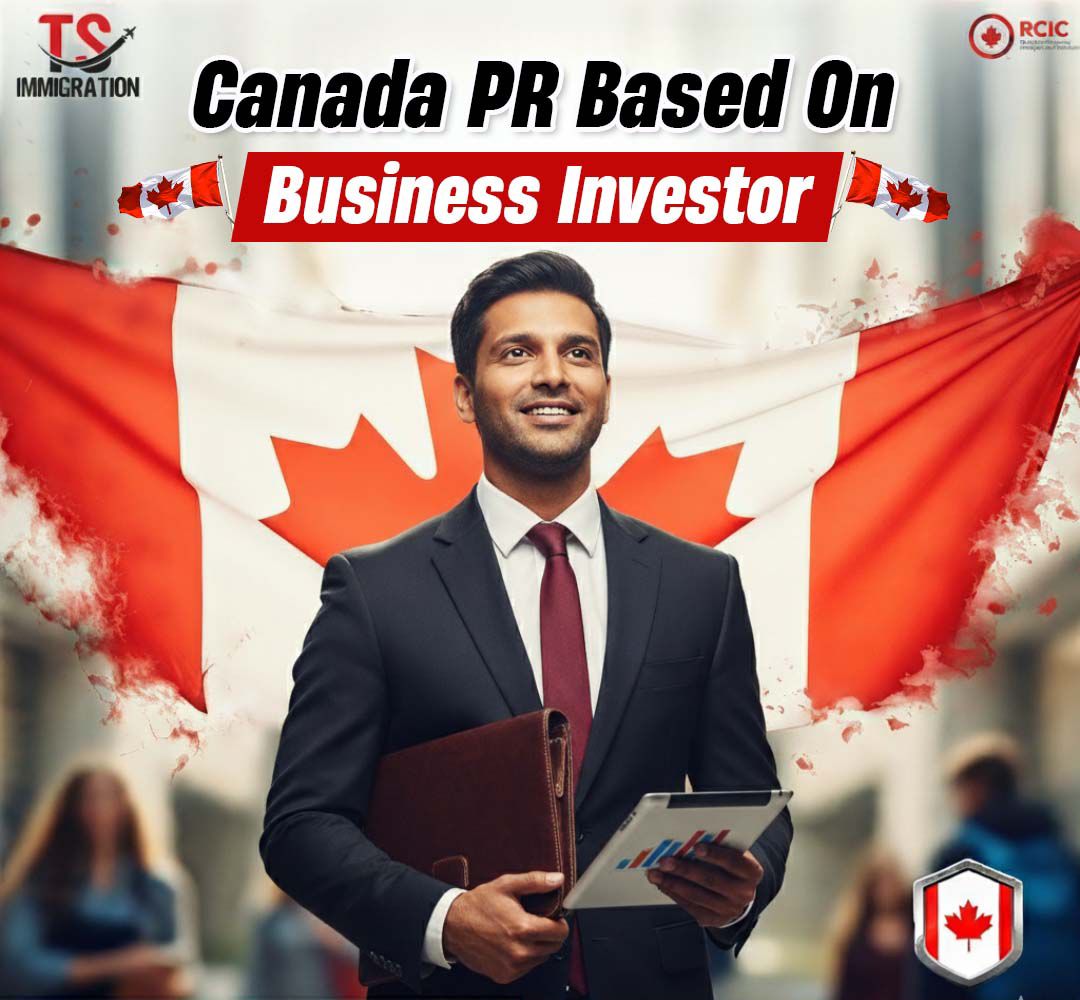 TS
IMMIGRATION
RCIC
Canada PR Based On
Business Investor